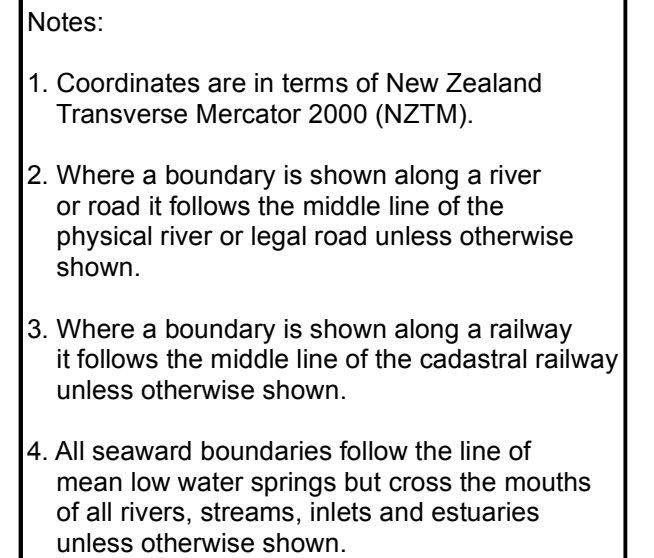 Notes:
1. Coordinates are in terms of New Zealand
Transverse Mercator 2000 (NZTM).
2. Where a boundary is shown along a river
or road it follows the middle line of the
physical river or legal road unless otherwise
shown.
3. Where a boundary is shown along a railway
it follows the middle line of the cadastral railway
unless otherwise shown.
4. All seaward boundaries follow the line of
mean low water springs but cross the mouths
of all rivers, streams, inlets and estuaries
unless otherwise shown.